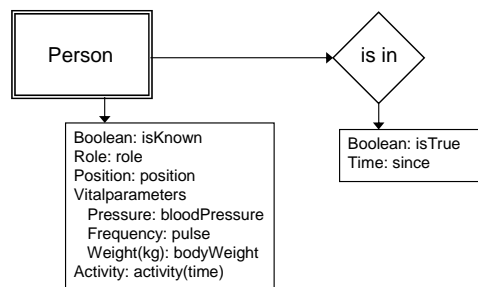 Person
is in
Boolean: isKnown
Role: role
Position: position
Vitalparameters
Pressure: bloodPressure
Frequency: pulse
Weight(kg): bodyWeight
Activity: activity(time)
Boolean: isTrue
Time: since